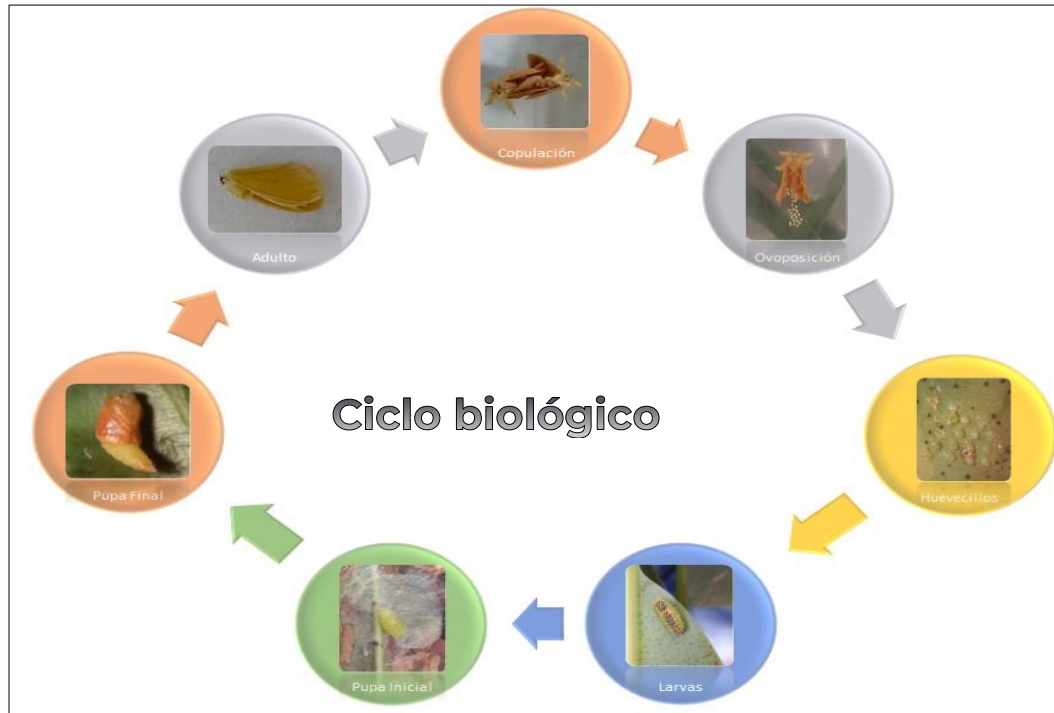 Copulación
Adulto
Ovoposición
Ciclo biológico
Pupa Final
Huevecillos
Pupa Inicial
Larvas